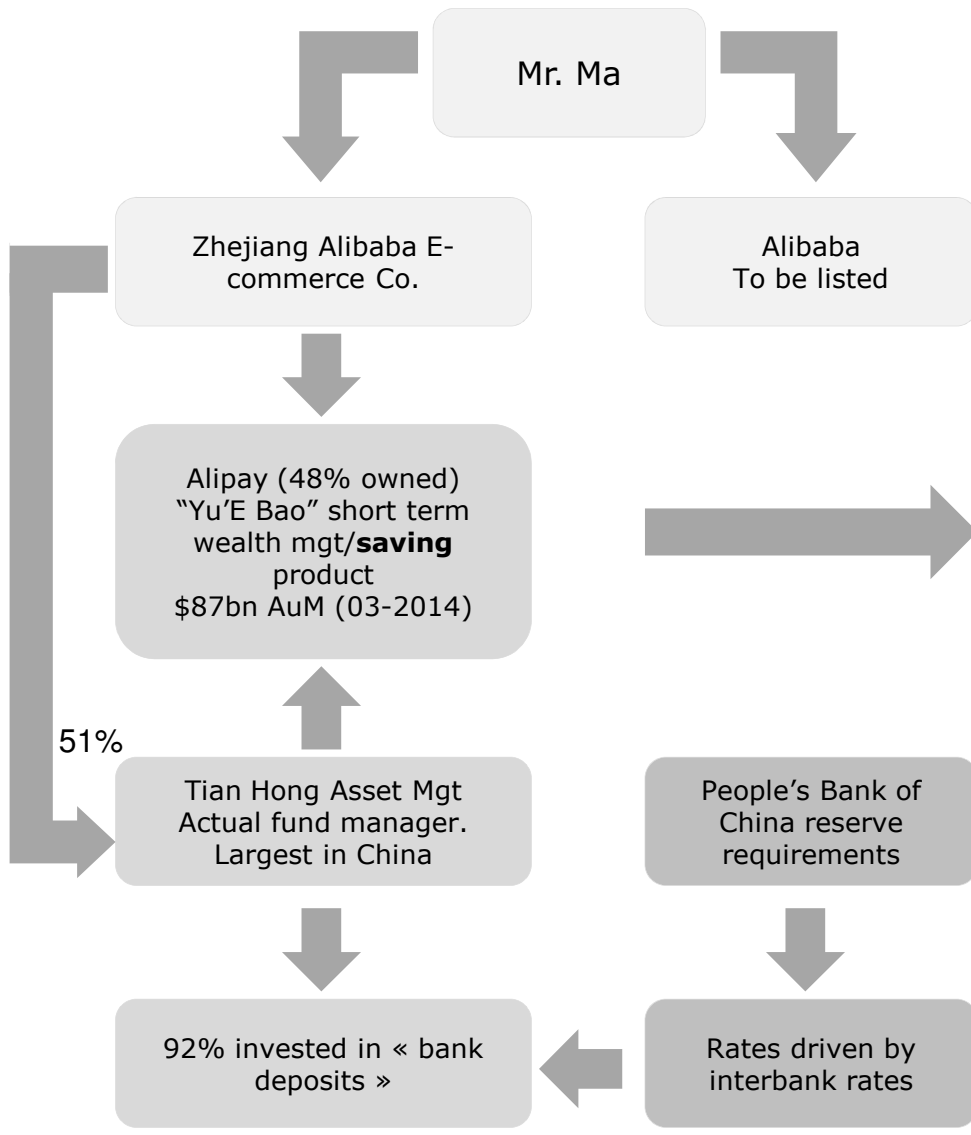 Mr. Ma
Zhejiang Alibaba E-
commerce Co.
Alibaba
To be listed
Alipay (48% owned)
“Yu’E Bao” short term
wealth mgt/saving
product
$87bn AuM (03-2014)
51%
Tian Hong Asset Mgt
Actual fund manager.
Largest in China
People’s Bank of
China reserve
requirements
92% invested in « bank
deposits »
Rates driven by
interbank rates